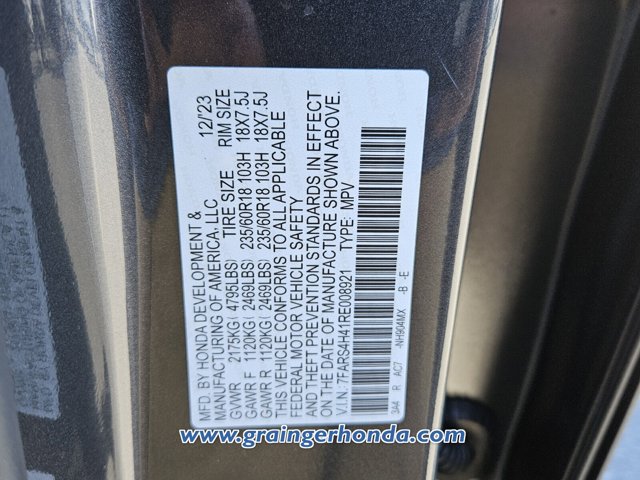 MFD. BY HONDA DEVELOPMENT & 12/'23
MANUFACTURING OF AMERICA, LLC
TIRE SIZE RIM SIZE
GVWR 2175KG( 4795LBS)
GAWR F 1120KG( 2469LBS) 235/60R18 103H 18X7.5J
GAWR R 1120KG( 2469LBS) 235/60R18 103H 18X7.5J
THIS VEHICLE CONFORMS TO ALL APPLICABLE
FEDERAL MOTOR VEHICLE SAFETY
AND THEFT PREVENTION STANDARDS IN EFFECT
ON THE DATE OF MANUFACTURE SHOWN ABOVE.
V.I.N: 7FARS4H41RE008921 TYPE: MPV
3A44 R AC7 -NH904MX -B -E
www.graingerhonda.com